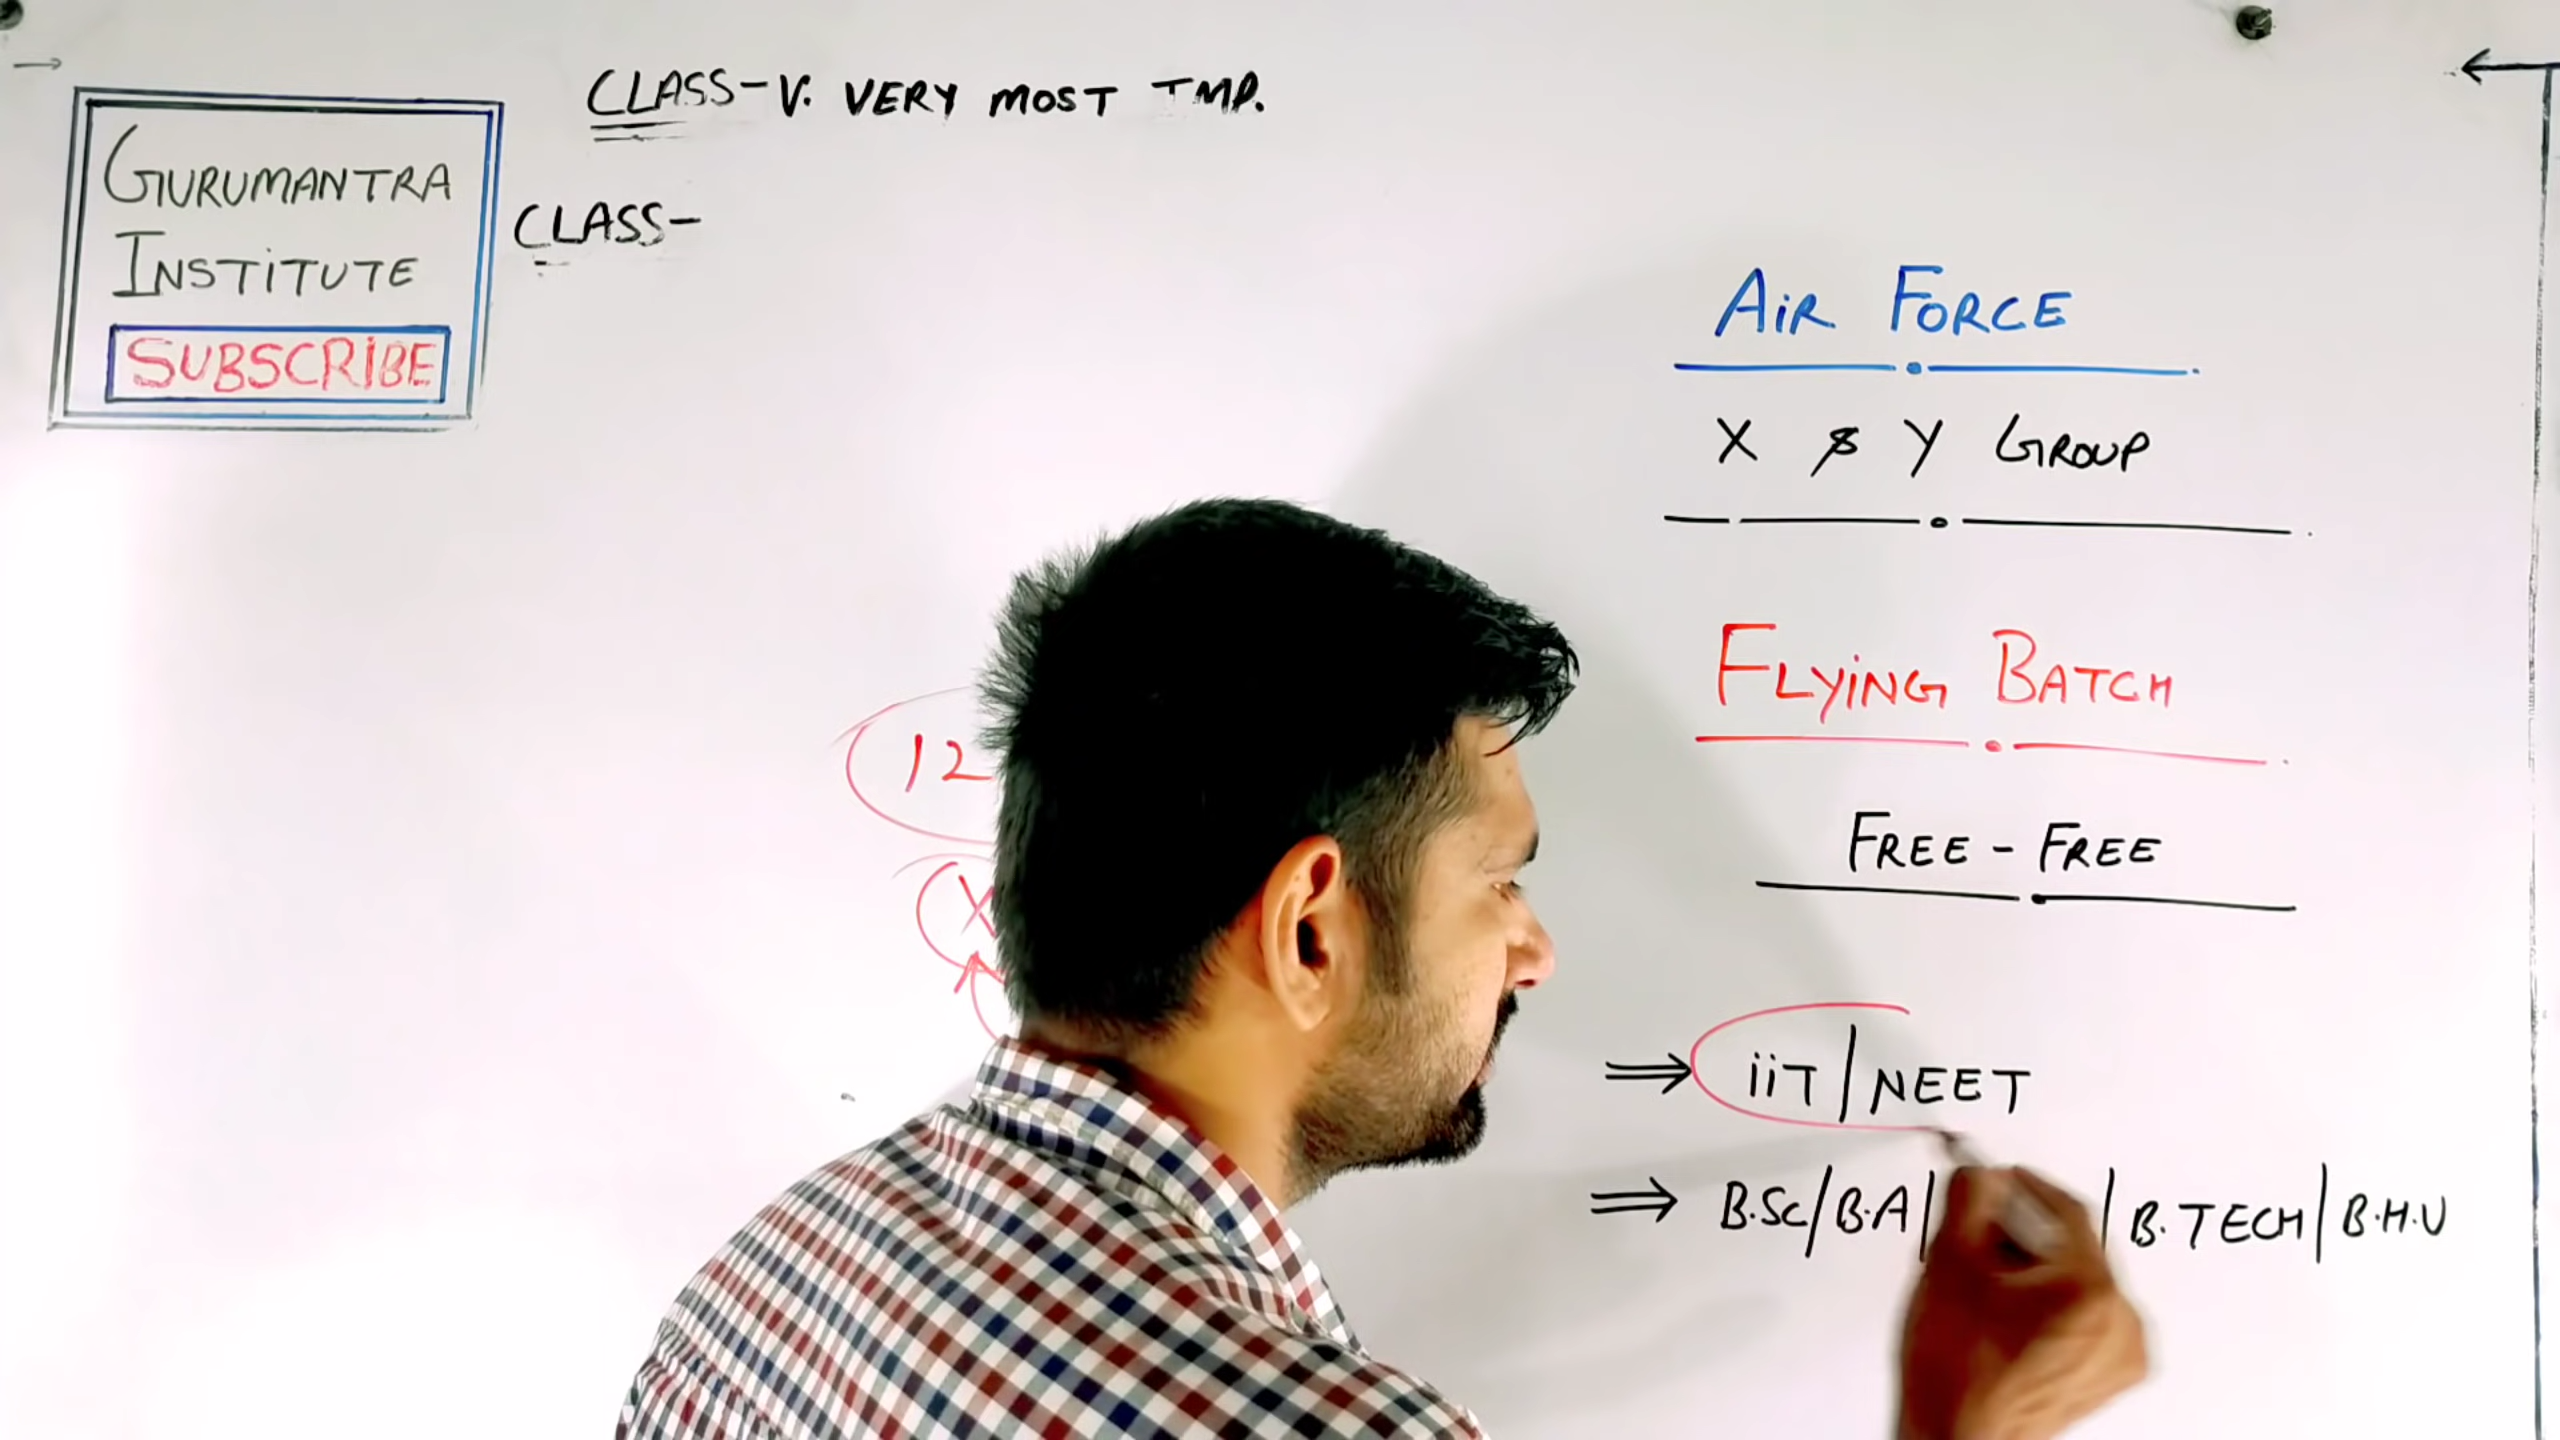 CLASS-V. VERY MOST IMP.
GURUMANTRA
INSTITUTE
SUBSCRIBE
CLASS-
AiR FORCE
X & Y GROUP
FLYiNG BATCH
12
X
FREE - FREE
⇒ iiT/NEET
⇒ B.Sc/B.A/ /B.TECH/B.H.U